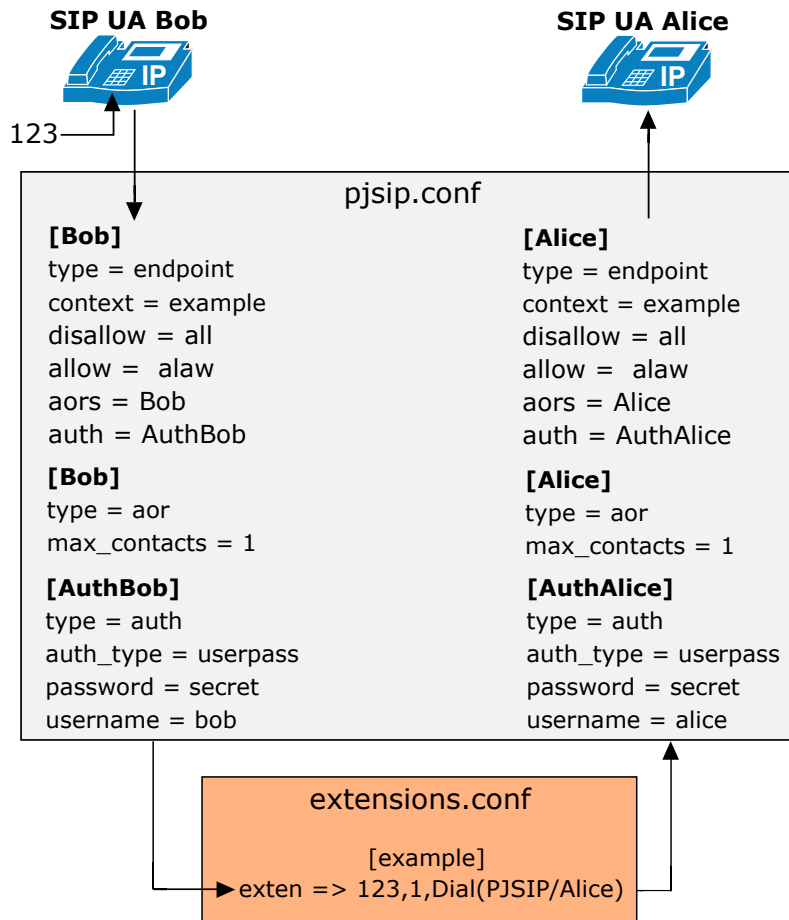 SIP UA Bob
IP
123
SIP UA Alice
IP
pjsip.conf
[Bob]
type = endpoint
context = example
disallow = all
allow =  alaw
aors = Bob
auth = AuthBob
[Bob]
type = aor
max_contacts = 1
[AuthBob]
type = auth
auth_type = userpass
password = secret
username = bob
[Alice]
type = endpoint
context = example
disallow = all
allow =  alaw
aors = Alice
auth = AuthAlice
[Alice]
type = aor
max_contacts = 1
[AuthAlice]
type = auth
auth_type = userpass
password = secret
username = alice
extensions.conf
[example]
exten => 123,1,Dial(PJSIP/Alice)